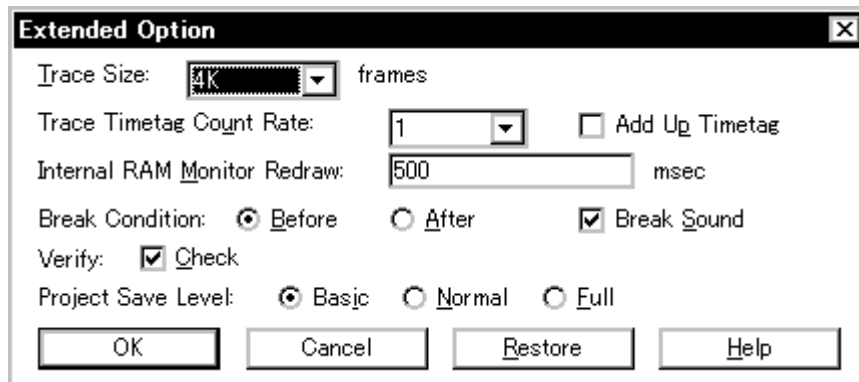 Extended Option
Trace Size: 4K frames
Trace Timetag Count Rate: 1 Add Up Timetag
Internal RAM Monitor Redraw: 500 msec
Break Condition: Before After Break Sound
Verify: Check
Project Save Level: Basic Normal Full
OK Cancel Restore Help